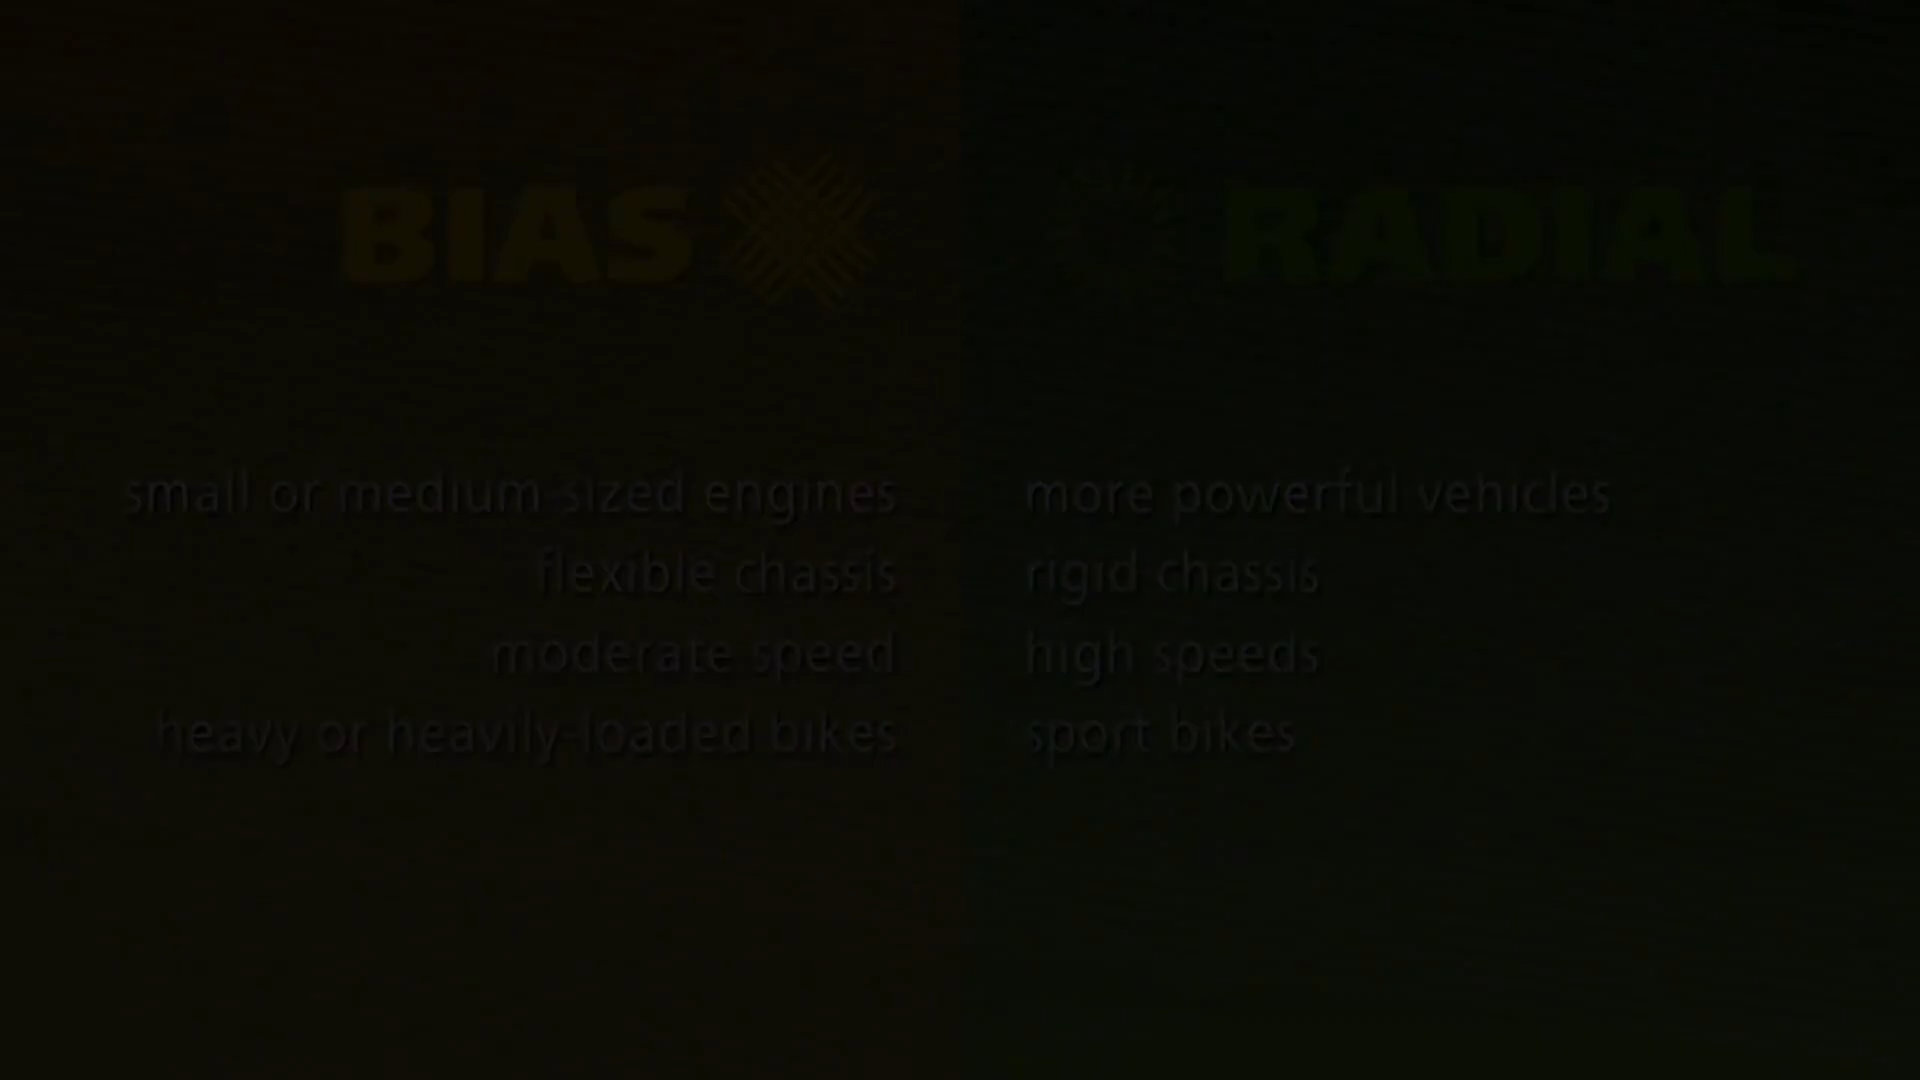 BIAS
small or medium sized engines
flexible chassis
moderate speed
heavy or heavily-loaded bikes
RADIAL
more powerful vehicles
rigid chassis
high speeds
sport bikes